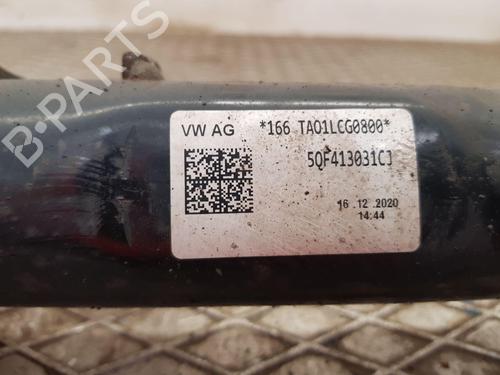 B-PARTS
VW AG *166 TA01LCG0800*
5QF413031CJ
16.12.2020
14:44